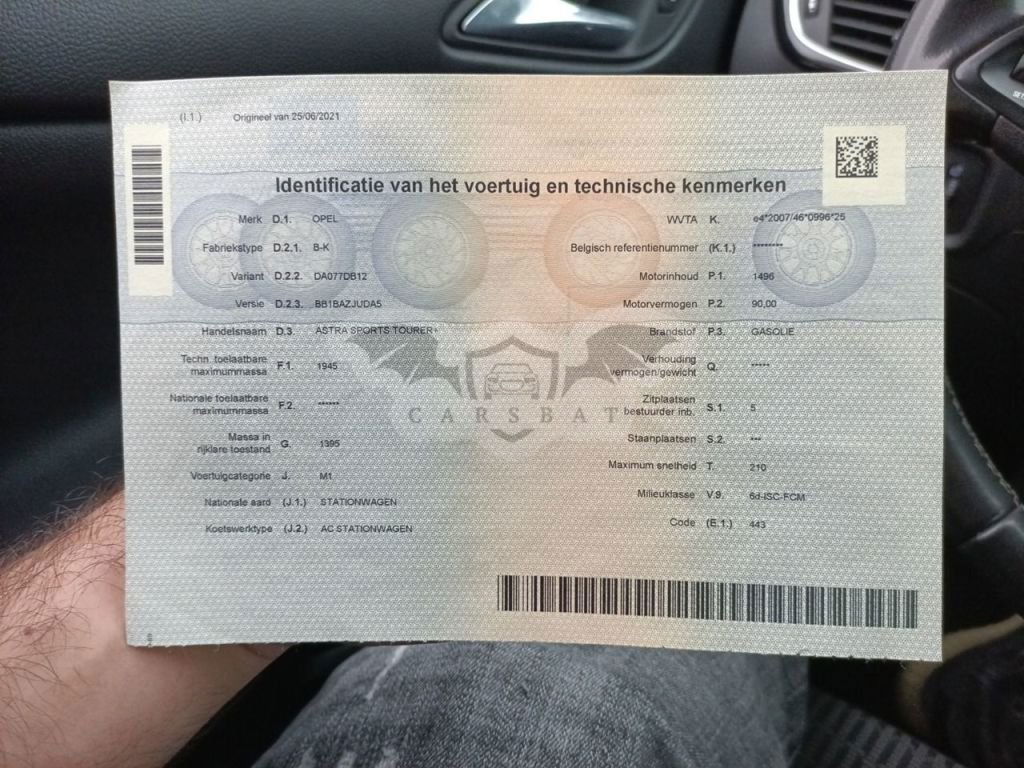 (I.1.) Origineel van 25/06/2021
Identificatie van het voertuig en technische kenmerken
Merk D.1. OPEL
Fabriekstype D.2.1. B-K
Variant D.2.2. DA077DB12
Versie D.2.3. BB1BAZJUDA5
Handelsnaam D.3. ASTRA SPORTS TOURER+
Techn. toelaatbare
maximummassa F.1. 1945
Nationale toelaatbare
maximummassa F.2. ******
Massa in
rijklare toestand G. 1395
Voertuigcategorie J. M1
Nationale aard (J.1.) STATIONWAGEN
Koetswerktype (J.2.) AC STATIONWAGEN
WVTA K. e4*2007/46*0996*25
Belgisch referentienummer (K.1.) ********
Motorinhoud P.1. 1496
Motorvermogen P.2. 90,00
Brandstof P.3. GASOLIE
Verhouding
vermogen/gewicht Q. *****
Zitplaatsen
bestuurder inb. S.1. 5
Staanplaatsen S.2. ***
Maximum snelheid T. 210
Milieuklasse V.9. 6d-ISC-FCM
Code (E.1.) 443
CARSBAT
SET